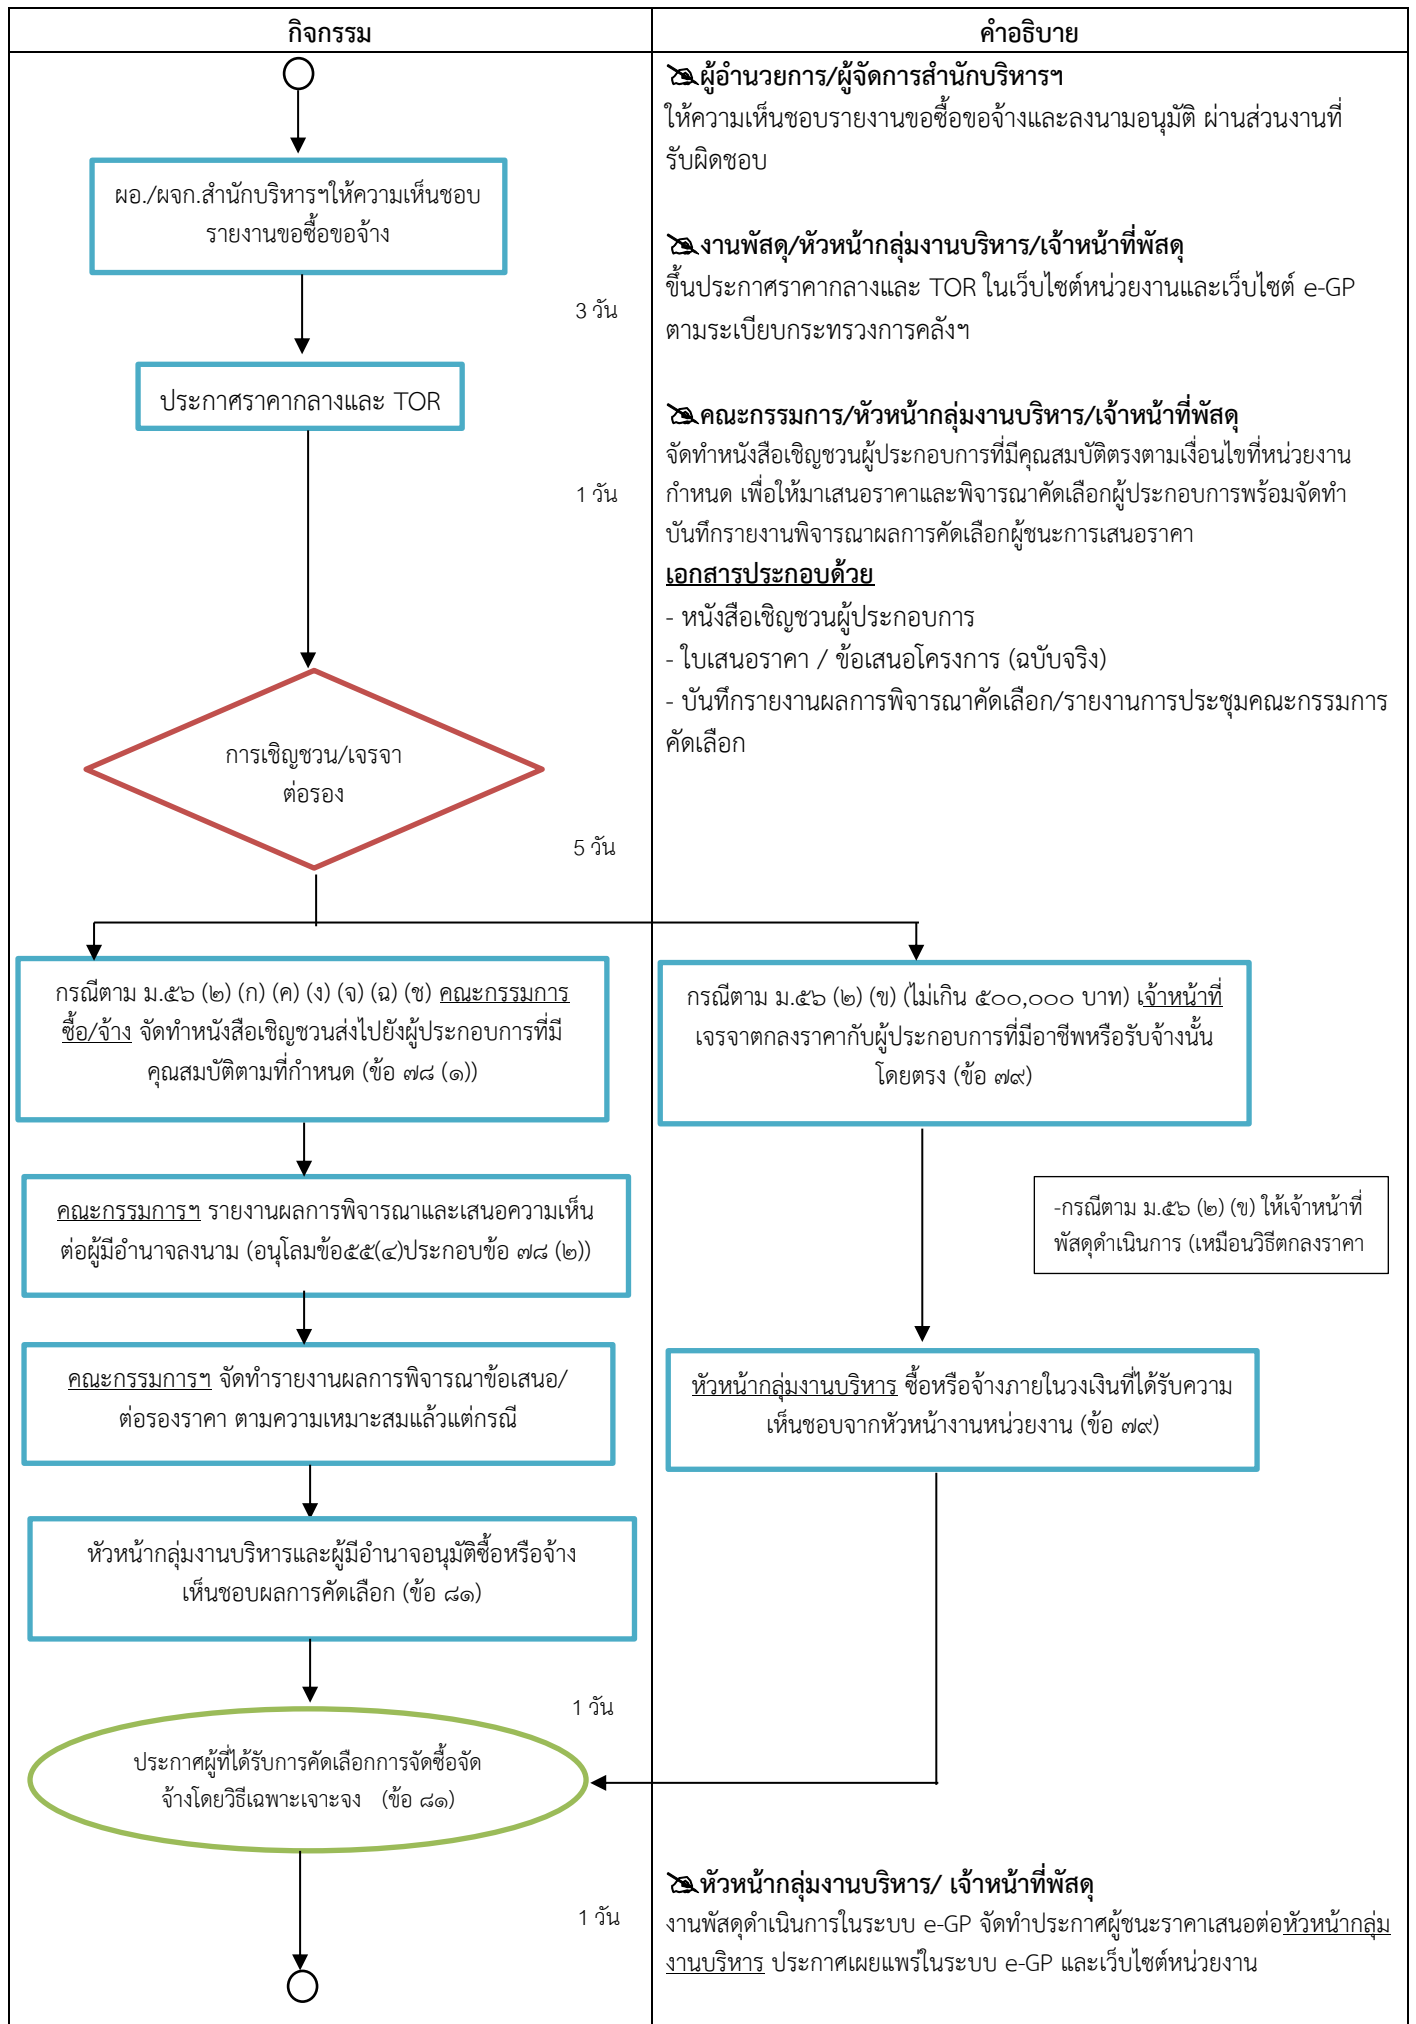 กิจกรรม
คำอธิบาย
ผู้อำนวยการ/ผู้จัดการสำนักบริหารฯ
ให้ความเห็นชอบรายงานขอซื้อขอจ้างและลงนามอนุมัติ ผ่านส่วนงานที่
รับผิดชอบ
ผอ./ผจก.สำนักบริหารฯให้ความเห็นชอบ
รายงานขอซื้อขอจ้าง
3 วัน
งานพัสดุ/หัวหน้ากลุ่มงานบริหาร/เจ้าหน้าที่พัสดุ
ขึ้นประกาศราคากลางและ TOR ในเว็บไซต์หน่วยงานและเว็บไซต์ e-GP
ตามระเบียบกระทรวงการคลังฯ
ประกาศราคากลางและ TOR
1 วัน
คณะกรรมการ/หัวหน้ากลุ่มงานบริหาร/เจ้าหน้าที่พัสดุ
จัดทำหนังสือเชิญชวนผู้ประกอบการที่มีคุณสมบัติตรงตามเงื่อนไขที่หน่วยงาน
กำหนด เพื่อให้มาเสนอราคาและพิจารณาคัดเลือกผู้ประกอบการพร้อมจัดทำ
บันทึกรายงานพิจารณาผลการคัดเลือกผู้ชนะการเสนอราคา
เอกสารประกอบด้วย
- หนังสือเชิญชวนผู้ประกอบการ
- ใบเสนอราคา / ข้อเสนอโครงการ (ฉบับจริง)
- บันทึกรายงานผลการพิจารณาคัดเลือก/รายงานการประชุมคณะกรรมการ
คัดเลือก
การเชิญชวน/เจรจา
ต่อรอง
5 วัน
กรณีตาม ม.๕๖ (๒) (ก) (ค) (ง) (จ) (ฉ) (ช) คณะกรรมการ
ซื้อ/จ้าง จัดทำหนังสือเชิญชวนส่งไปยังผู้ประกอบการที่มี
คุณสมบัติตามที่กำหนด (ข้อ ๗๘ (๑))
กรณีตาม ม.๕๖ (๒) (ข) (ไม่เกิน ๕๐๐,๐๐๐ บาท) เจ้าหน้าที่
เจรจาตกลงราคากับผู้ประกอบการที่มีอาชีพหรือรับจ้างนั้น
โดยตรง (ข้อ ๗๙)
คณะกรรมการฯ รายงานผลการพิจารณาและเสนอความเห็น
ต่อผู้มีอำนาจลงนาม (อนุโลมข้อ๕๕(๔)ประกอบข้อ ๗๘ (๒))
-กรณีตาม ม.๕๖ (๒) (ข) ให้เจ้าหน้าที่
พัสดุดำเนินการ (เหมือนวิธีตกลงราคา
คณะกรรมการฯ จัดทำรายงานผลการพิจารณาข้อเสนอ/
ต่อรองราคา ตามความเหมาะสมแล้วแต่กรณี
หัวหน้ากลุ่มงานบริหาร ซื้อหรือจ้างภายในวงเงินที่ได้รับความ
เห็นชอบจากหัวหน้างานหน่วยงาน (ข้อ ๗๙)
หัวหน้ากลุ่มงานบริหารและผู้มีอำนาจอนุมัติซื้อหรือจ้าง
เห็นชอบผลการคัดเลือก (ข้อ ๘๑)
1 วัน
ประกาศผู้ที่ได้รับการคัดเลือกการจัดซื้อจัด
จ้างโดยวิธีเฉพาะเจาะจง (ข้อ ๘๑)
1 วัน
หัวหน้ากลุ่มงานบริหาร/ เจ้าหน้าที่พัสดุ
งานพัสดุดำเนินการในระบบ e-GP จัดทำประกาศผู้ชนะราคาเสนอต่อหัวหน้ากลุ่ม
งานบริหาร ประกาศเผยแพร่ในระบบ e-GP และเว็บไซต์หน่วยงาน